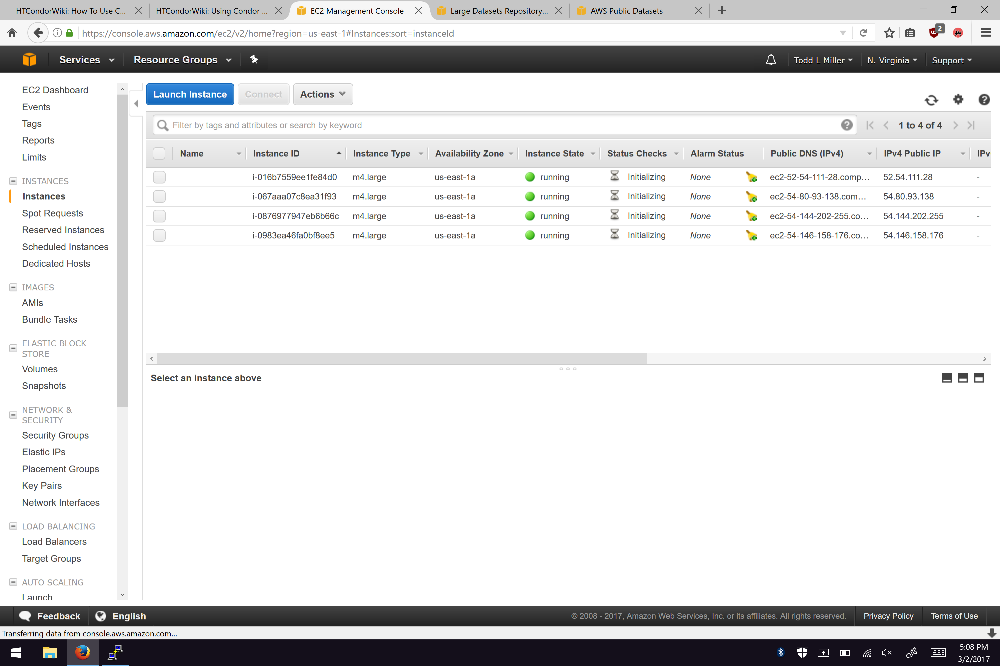 HTCondorWiki: How To Use C...
HTCondorWiki: Using Condor ...
EC2 Management Console
Large Datasets Repository...
AWS Public Datasets
https://console.aws.amazon.com/ec2/v2/home?region=us-east-1#Instances:sort=instanceId
2
Services
Resource Groups
Todd L Miller
N. Virginia
Support
EC2 Dashboard
Events
Tags
Reports
Limits
INSTANCES
Instances
Spot Requests
Reserved Instances
Scheduled Instances
Dedicated Hosts
IMAGES
AMIs
Bundle Tasks
ELASTIC BLOCK
STORE
Volumes
Snapshots
NETWORK &
SECURITY
Security Groups
Elastic IPs
Placement Groups
Key Pairs
Network Interfaces
LOAD BALANCING
Load Balancers
Target Groups
AUTO SCALING
Launch
Launch Instance
Connect
Actions
Filter by tags and attributes or search by keyword
1 to 4 of 4
Name Instance ID Instance Type Availability Zone Instance State Status Checks Alarm Status Public DNS (IPv4) IPv4 Public IP IPv
i-016b7559ee1fe84d0 m4.large us-east-1a running Initializing None ec2-52-54-111-28.comp... 52.54.111.28 -
i-067aaa07c8ea31f93 m4.large us-east-1a running Initializing None ec2-54-80-93-138.com... 54.80.93.138 -
i-0876977947eb6b66c m4.large us-east-1a running Initializing None ec2-54-144-202-255.co... 54.144.202.255 -
i-0983ea46fa0bf8ee5 m4.large us-east-1a running Initializing None ec2-54-146-158-176.co... 54.146.158.176 -
Select an instance above
Feedback
English
© 2008 - 2017, Amazon Web Services, Inc. or its affiliates. All rights reserved.
Privacy Policy
Terms of Use
Transferring data from console.aws.amazon.com...
5:08 PM
3/2/2017